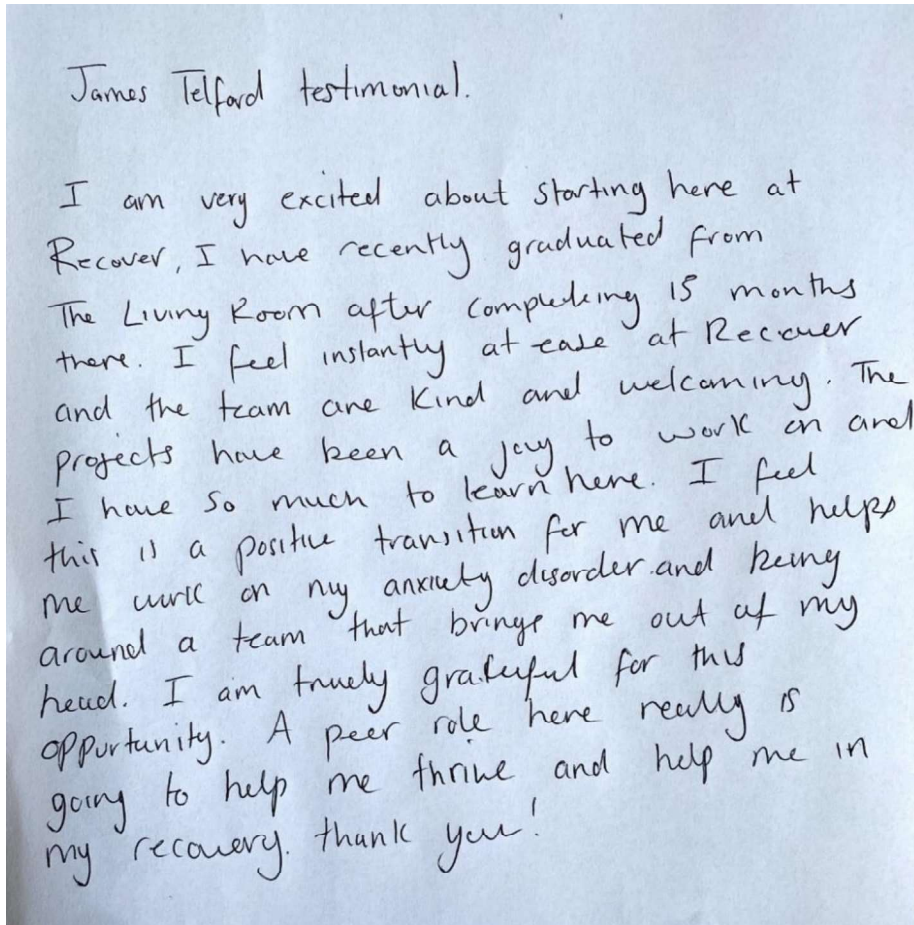 James Telford testimonial.
I am very excited about starting here at
Recover, I have recently graduated from
The Living Room after completeing 15 months
there. I feel instantly at ease at Recover
and the team are kind and welcoming. The
projects have been a joy to work on and
I have so much to learn here. I feel
this is a positive transition for me and helps
me work on my anxiety disorder and being
around a team that brings me out of my
head. I am truely grateful for this
oppurtunity. A peer role here really is
going to help me thrive and help me in
my recovery. thank you!